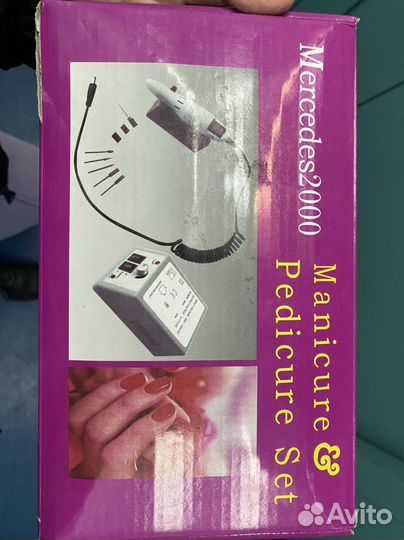 Mercedes2000
Manicure &
Pedicure Set
Avito